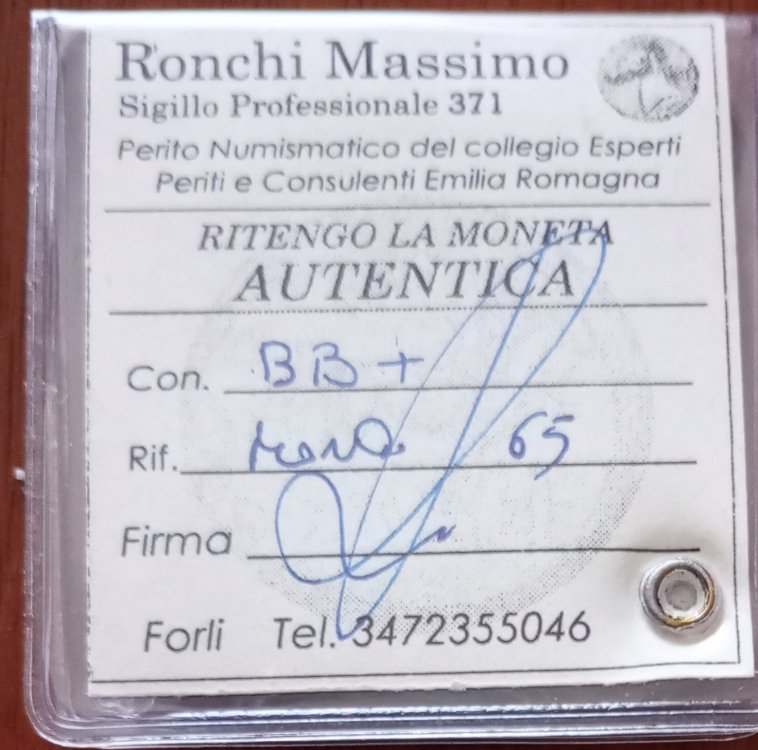 Ronchi Massimo
Sigillo Professionale 371
Perito Numismatico del collegio Esperti
Periti e Consulenti Emilia Romagna
RITENGO LA MONETA
AUTENTICA
Con. BB+
Rif. 65
Firma
Forlì Tel. 3472355046